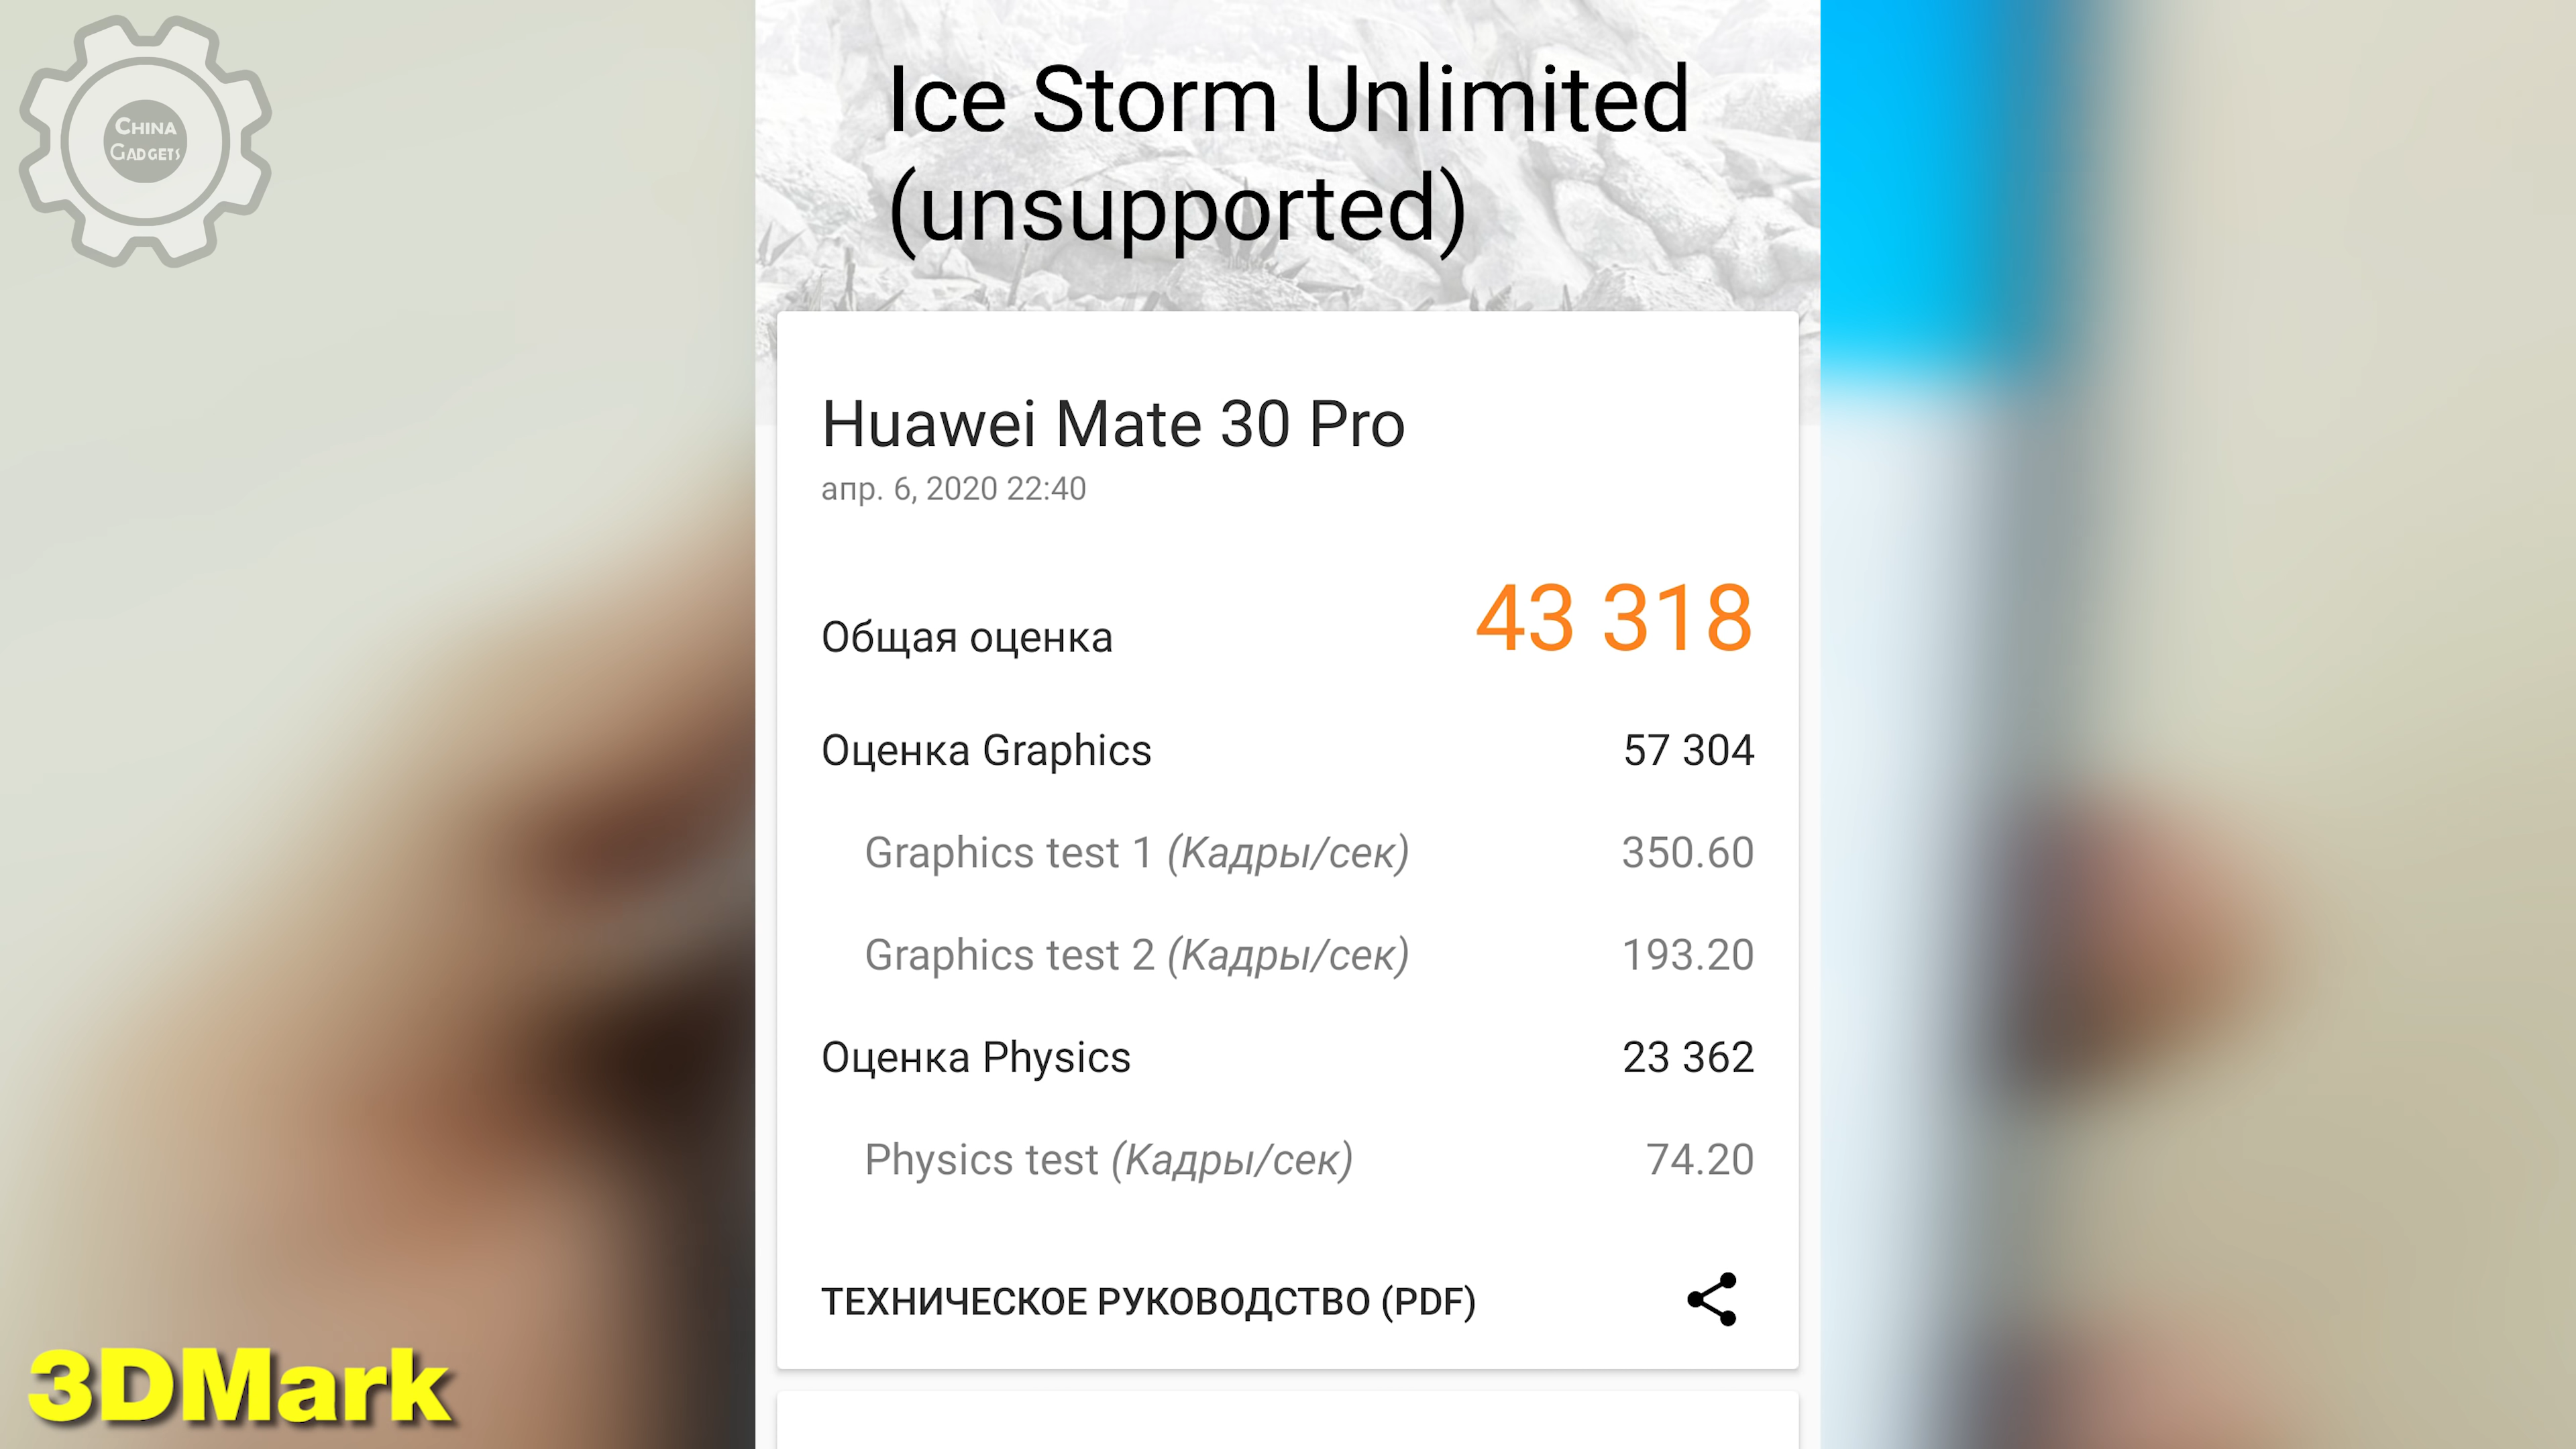 CHINA
GADGETS
Ice Storm Unlimited
(unsupported)
Huawei Mate 30 Pro
апр. 6, 2020 22:40
Общая оценка 43 318
Оценка Graphics 57 304
Graphics test 1 (Кадры/сек) 350.60
Graphics test 2 (Кадры/сек) 193.20
Оценка Physics 23 362
Physics test (Кадры/сек) 74.20
ТЕХНИЧЕСКОЕ РУКОВОДСТВО (PDF)
3DMark